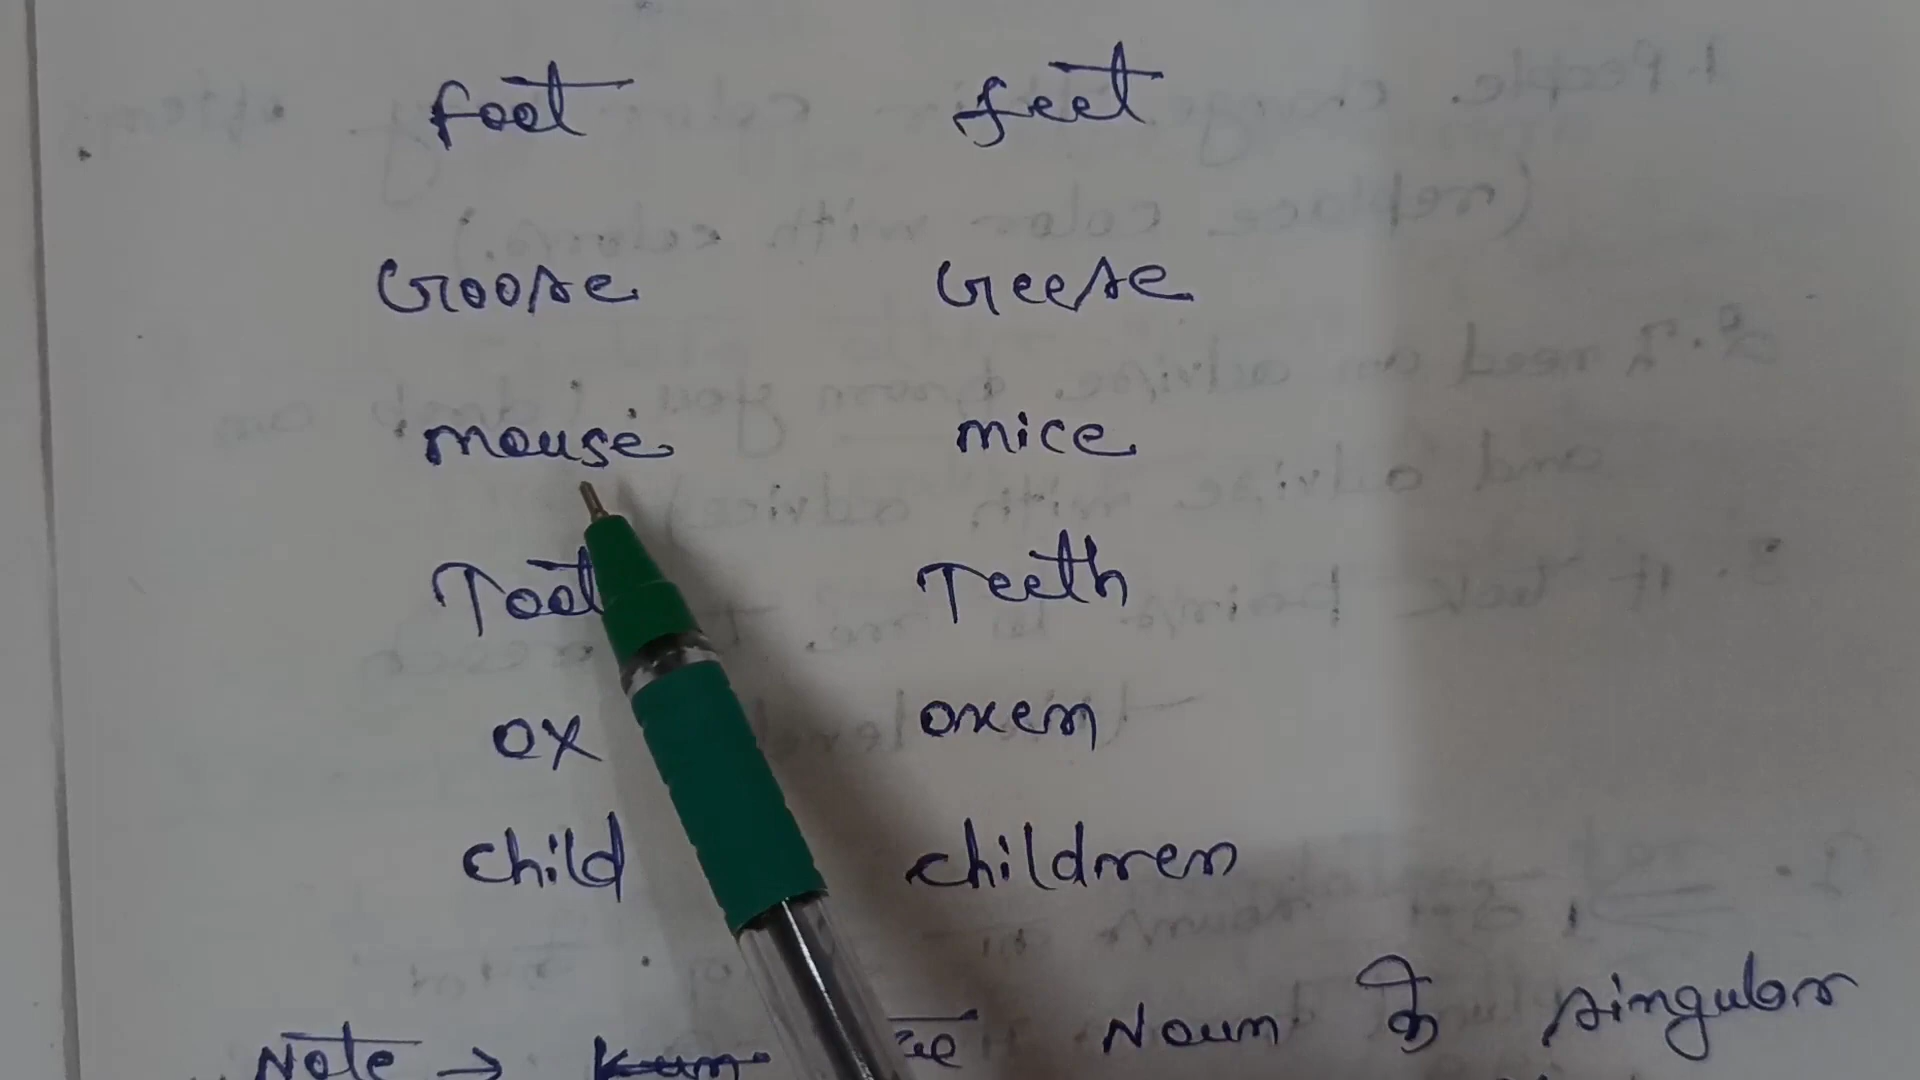 foot feet
Goose Geese
mouse mice
Toot Teeth
ox oxen
child children
Note → Noun के singular